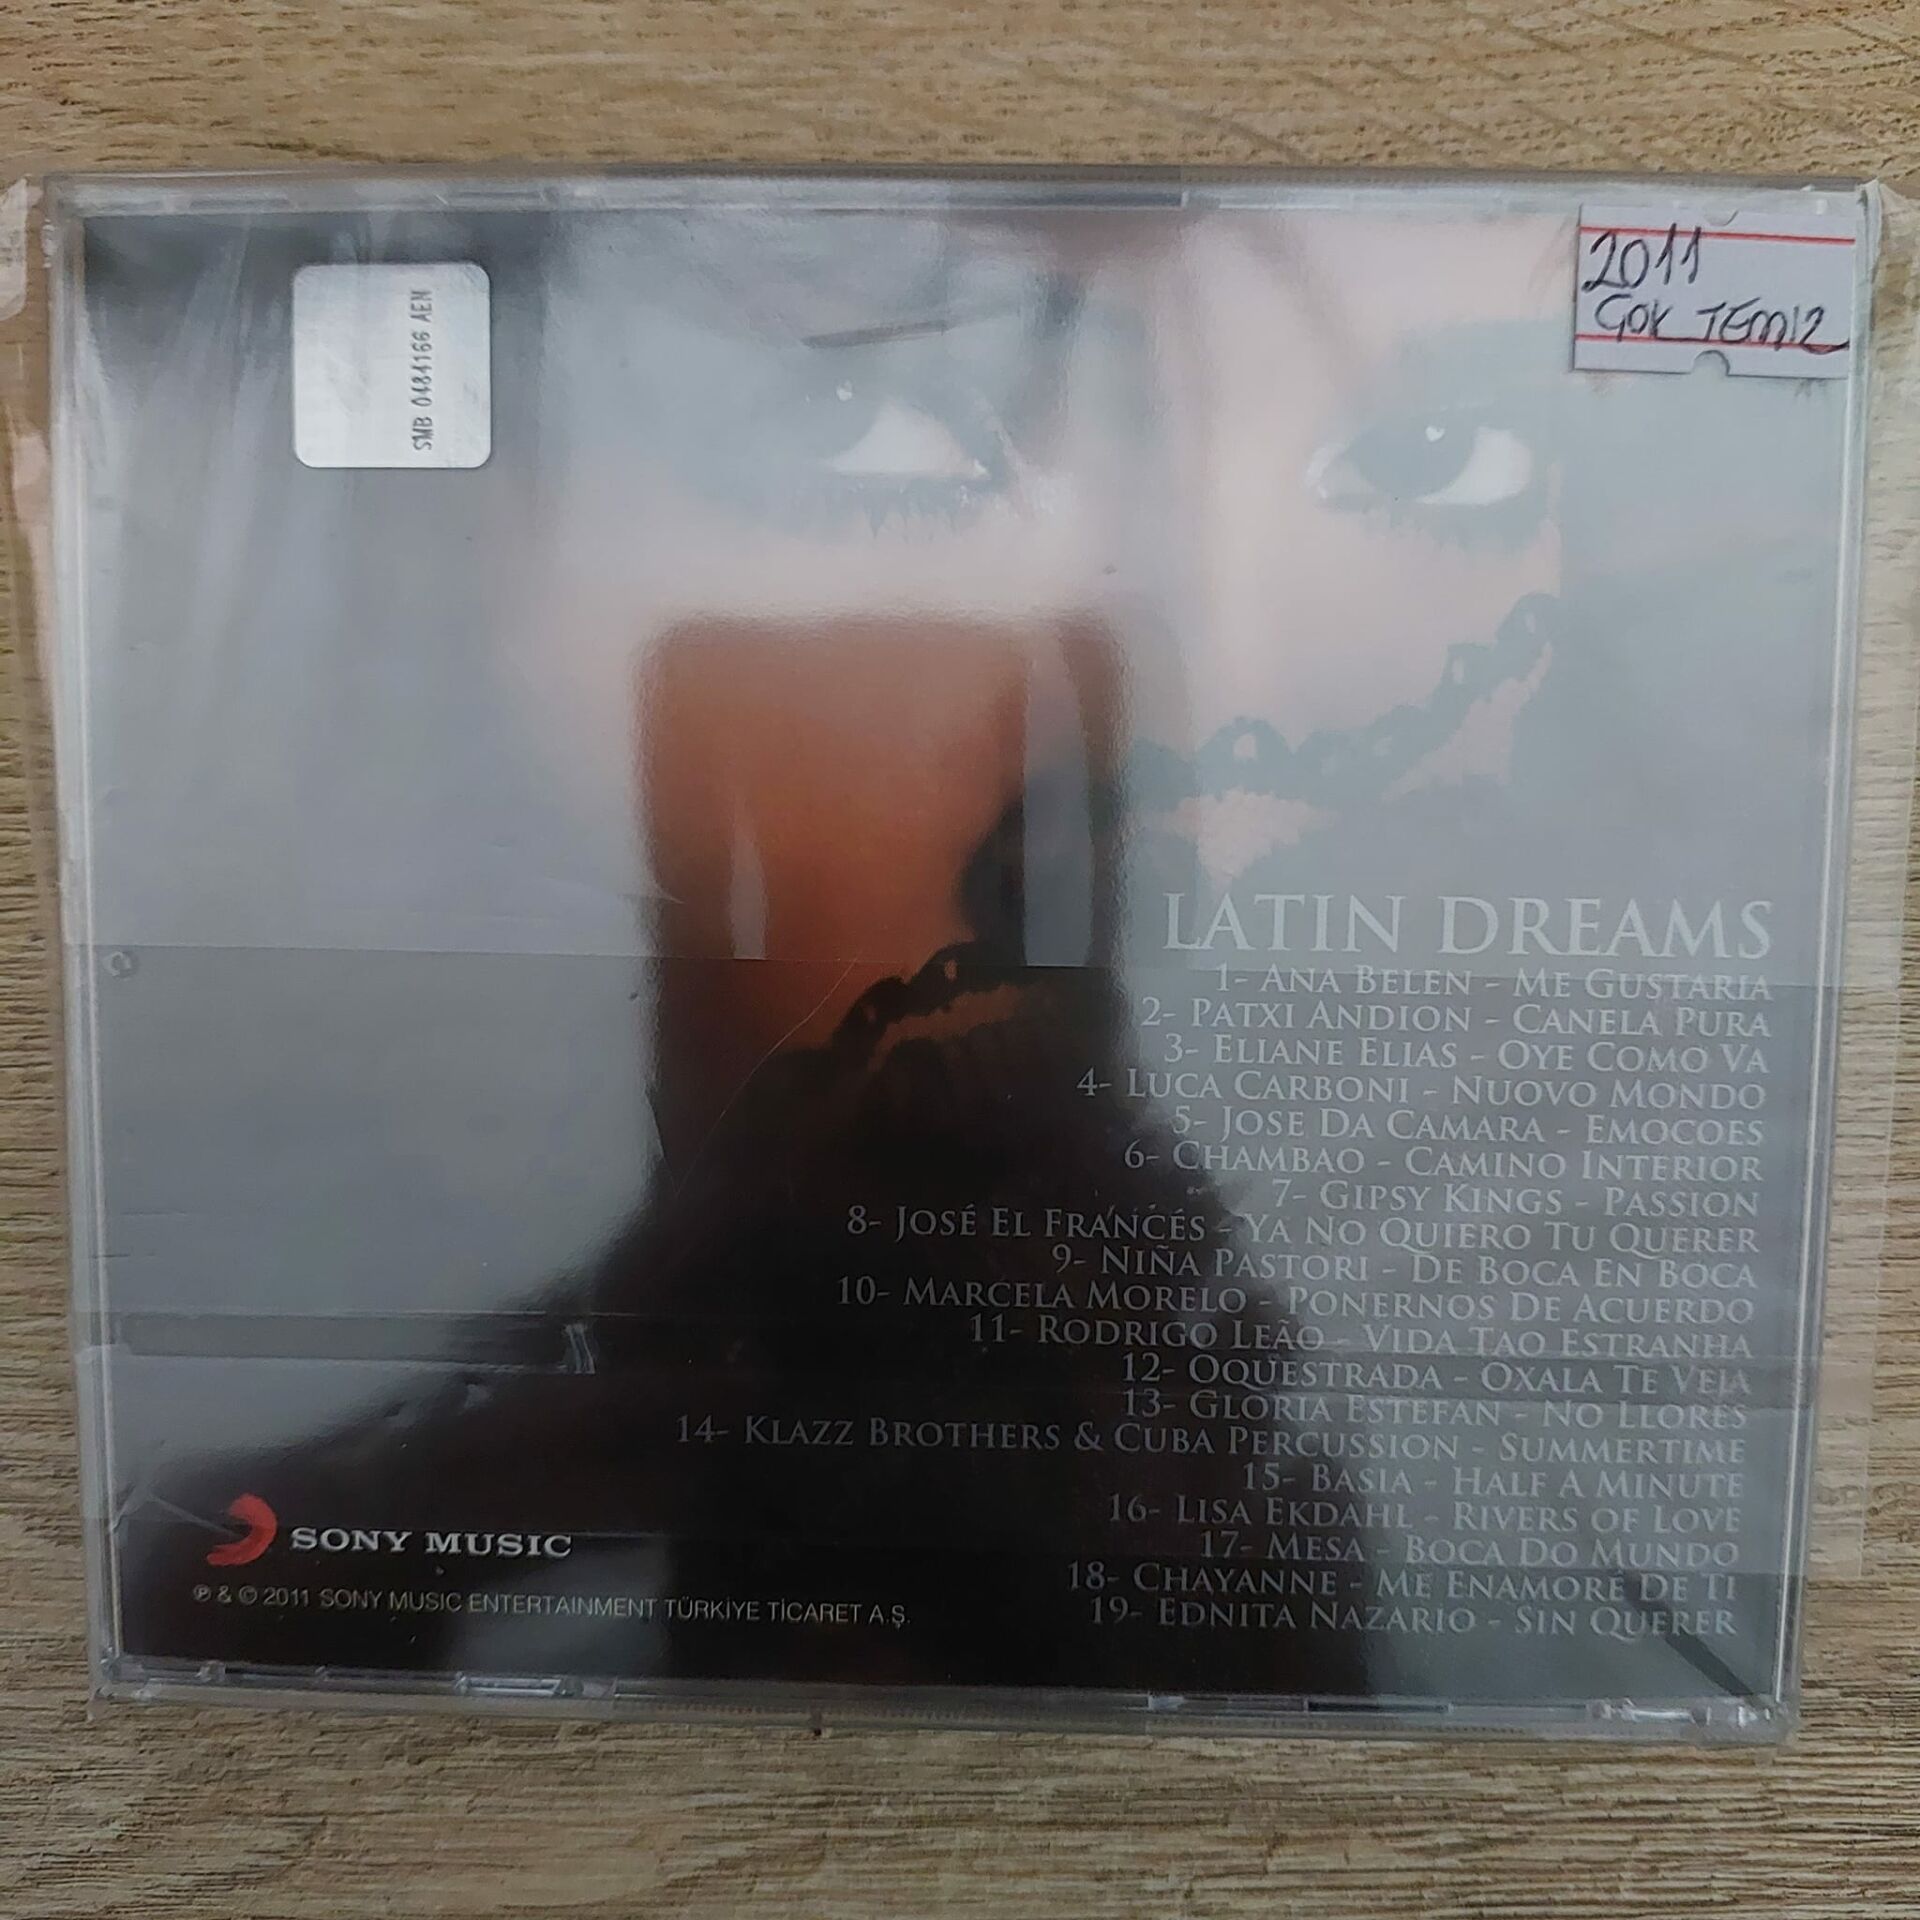 2011
ÇOK TEMİZ
SMB 0484166 AEM
LATIN DREAMS
1- ANA BELEN - ME GUSTARIA
2- PATXI ANDION - CANELA PURA
3- ELIANE ELIAS - OYE COMO VA
4- LUCA CARBONI - NUOVO MONDO
5- JOSE DA CAMARA - EMOCOES
6- CHAMBAO - CAMINO INTERIOR
7- GIPSY KINGS - PASSION
8- JOSÉ EL FRANCÉS - YA NO QUIERO TU QUERER
9- NIÑA PASTORI - DE BOCA EN BOCA
10- MARCELA MORELO - PONERNOS DE ACUERDO
11- RODRIGO LEÃO - VIDA TAO ESTRANHA
12- OQUESTRADA - OXALA TE VEJA
13- GLORIA ESTEFAN - NO LLORES
14- KLAZZ BROTHERS & CUBA PERCUSSION - SUMMERTIME
15- BASIA - HALF A MINUTE
16- LISA EKDAHL - RIVERS OF LOVE
17- MESA - BOCA DO MUNDO
18- CHAYANNE - ME ENAMORÉ DE TI
19- EDNITA NAZARIO - SIN QUERER
SONY MUSIC
℗ & © 2011 SONY MUSIC ENTERTAINMENT TÜRKİYE TİCARET A.Ş.